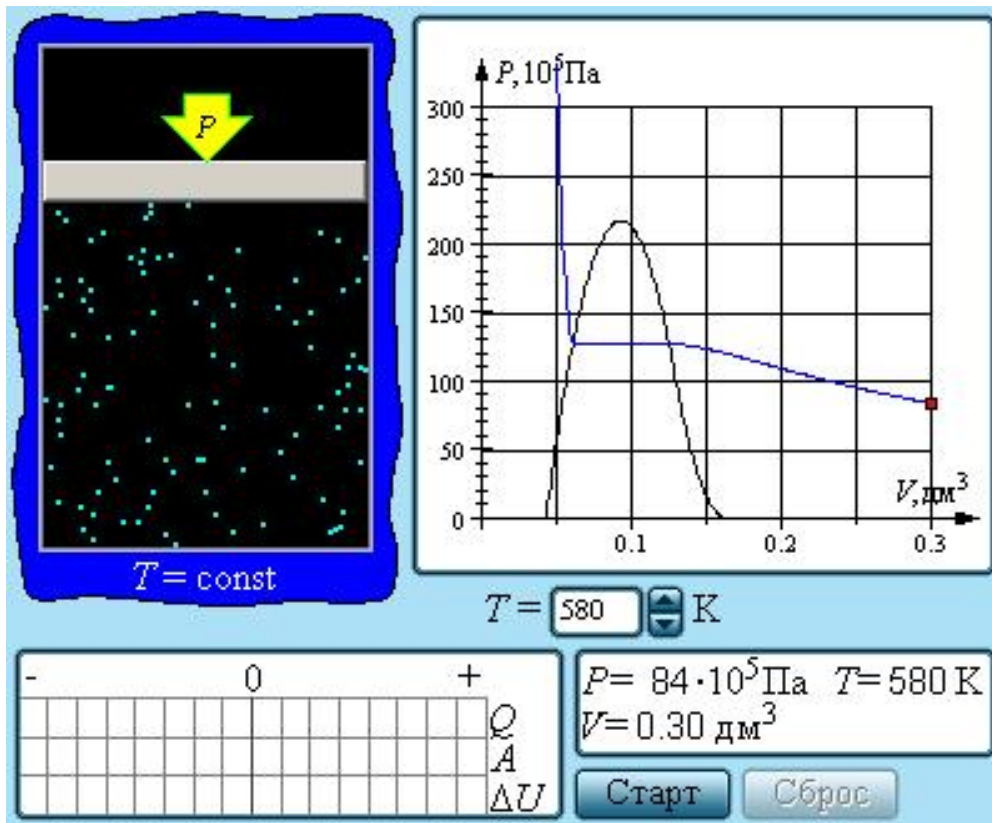 P
T = const
P, 10⁵Па
300
250
200
150
100
50
0
V, дм³
0.1 0.2 0.3
T = 580 K
- 0 +
Q
A
ΔU
P= 84·10⁵Па T=580 K
V=0.30 дм³
Старт Сброс